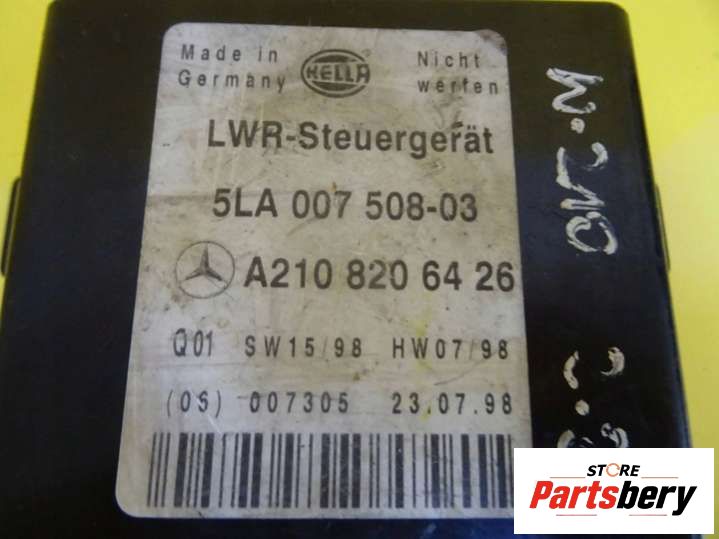 Made in Germany
HELLA
Nicht werfen
LWR-Steuergerät
5LA 007 508-03
A210 820 64 26
Q01 SW15/98 HW07/98
(0S) 007305 23.07.98
W.210
STORE
Partsbery